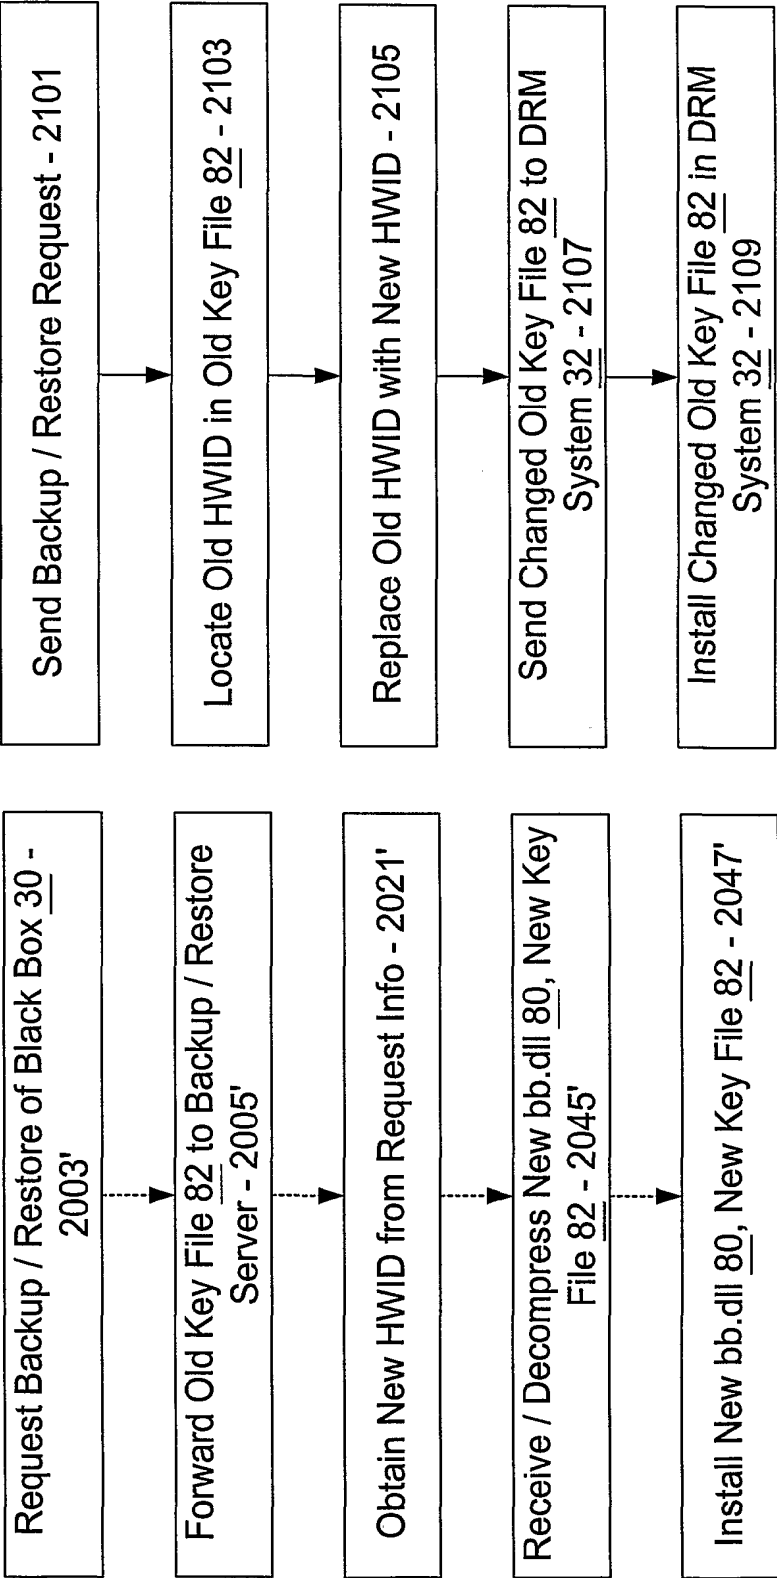 Request Backup / Restore of Black Box 30 -
2003'
Forward Old Key File 82 to Backup / Restore
Server - 2005'
Obtain New HWID from Request Info - 2021'
Receive / Decompress New bb.dll 80, New Key
File 82 - 2045'
Install New bb.dll 80, New Key File 82 - 2047'
Send Backup / Restore Request - 2101
Locate Old HWID in Old Key File 82 - 2103
Replace Old HWID with New HWID - 2105
Send Changed Old Key File 82 to DRM
System 32 - 2107
Install Changed Old Key File 82 in DRM
System 32 - 2109